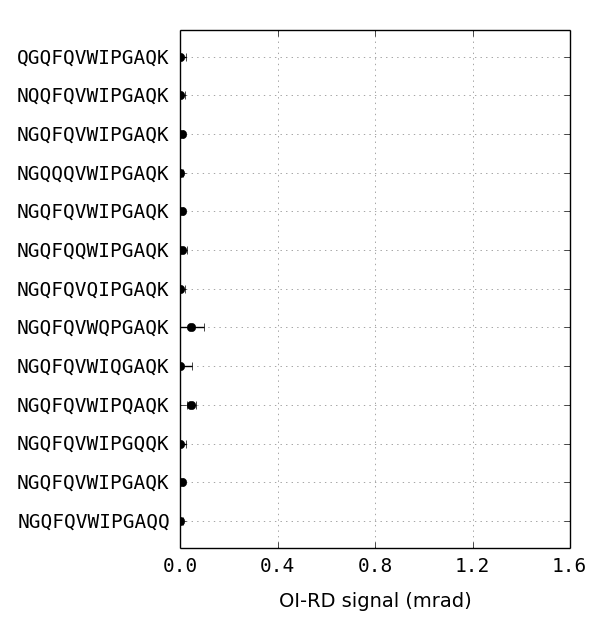 QGQFQVWIPGAQK
NQQFQVWIPGAQK
NGQFQVWIPGAQK
NGQQQVWIPGAQK
NGQFQVWIPGAQK
NGQFQQWIPGAQK
NGQFQVQIPGAQK
NGQFQVWQPGAQK
NGQFQVWIQGAQK
NGQFQVWIPQAQK
NGQFQVWIPGQQK
NGQFQVWIPGAQK
NGQFQVWIPGAQQ
0.0 0.4 0.8 1.2 1.6
OI-RD signal (mrad)